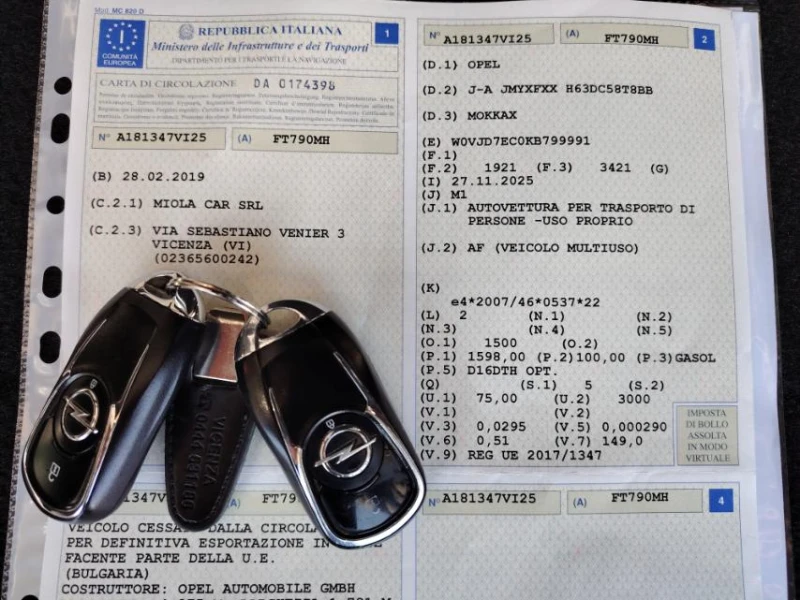 Mod. MC 820 D
I
COMUNITÀ
EUROPEA
REPUBBLICA ITALIANA
Ministero delle Infrastrutture e dei Trasporti
DIPARTIMENTO PER I TRASPORTI E LA NAVIGAZIONE
1
CARTA DI CIRCOLAZIONE DA 0174398
N° A181347VI25 (A) FT790MH
(B) 28.02.2019
(C.2.1) MIOLA CAR SRL
(C.2.3) VIA SEBASTIANO VENIER 3
VICENZA (VI)
(02365600242)
N° A181347VI25 (A) FT790MH 2
(D.1) OPEL
(D.2) J-A JMYXFXX H63DC58T8BB
(D.3) MOKKAX
(E) W0VJD7EC0KB799991
(F.1)
(F.2) 1921 (F.3) 3421 (G)
(I) 27.11.2025
(J) M1
(J.1) AUTOVETTURA PER TRASPORTO DI
PERSONE -USO PROPRIO
(J.2) AF (VEICOLO MULTIUSO)
(K)
e4*2007/46*0537*22
(L) 2 (N.1) (N.2)
(N.3) (N.4) (N.5)
(O.1) 1500 (O.2)
(P.1) 1598,00 (P.2)100,00 (P.3)GASOL
(P.5) D16DTH OPT.
(Q) (S.1) 5 (S.2)
(U.1) 75,00 (U.2) 3000
(V.1) (V.2)
(V.3) 0,0295 (V.5) 0,000290
(V.6) 0,51 (V.7) 149,0
(V.9) REG UE 2017/1347
IMPOSTA
DI BOLLO
ASSOLTA
IN MODO
VIRTUALE
VICENZA
(A) FT790
VEICOLO CESSA DALLA CIRCOLA
PER DEFINITIVA ESPORTAZIONE IN
FACENTE PARTE DELLA U.E.
(BULGARIA)
COSTRUTTORE: OPEL AUTOMOBILE GMBH
N° A181347VI25 (A) FT790MH 4